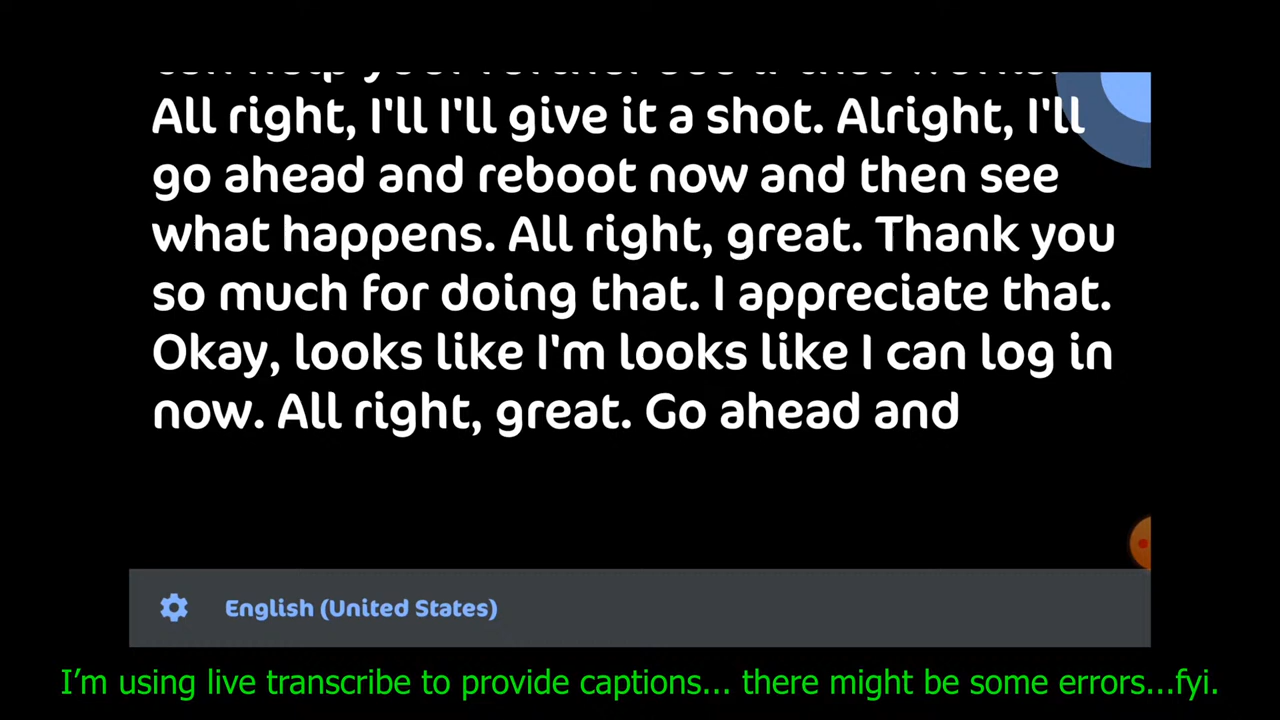 All right, I'll I'll give it a shot. Alright, I'll
go ahead and reboot now and then see
what happens. All right, great. Thank you
so much for doing that. I appreciate that.
Okay, looks like I'm looks like I can log in
now. All right, great. Go ahead and
English (United States)
I'm using live transcribe to provide captions... there might be some errors...fyi.